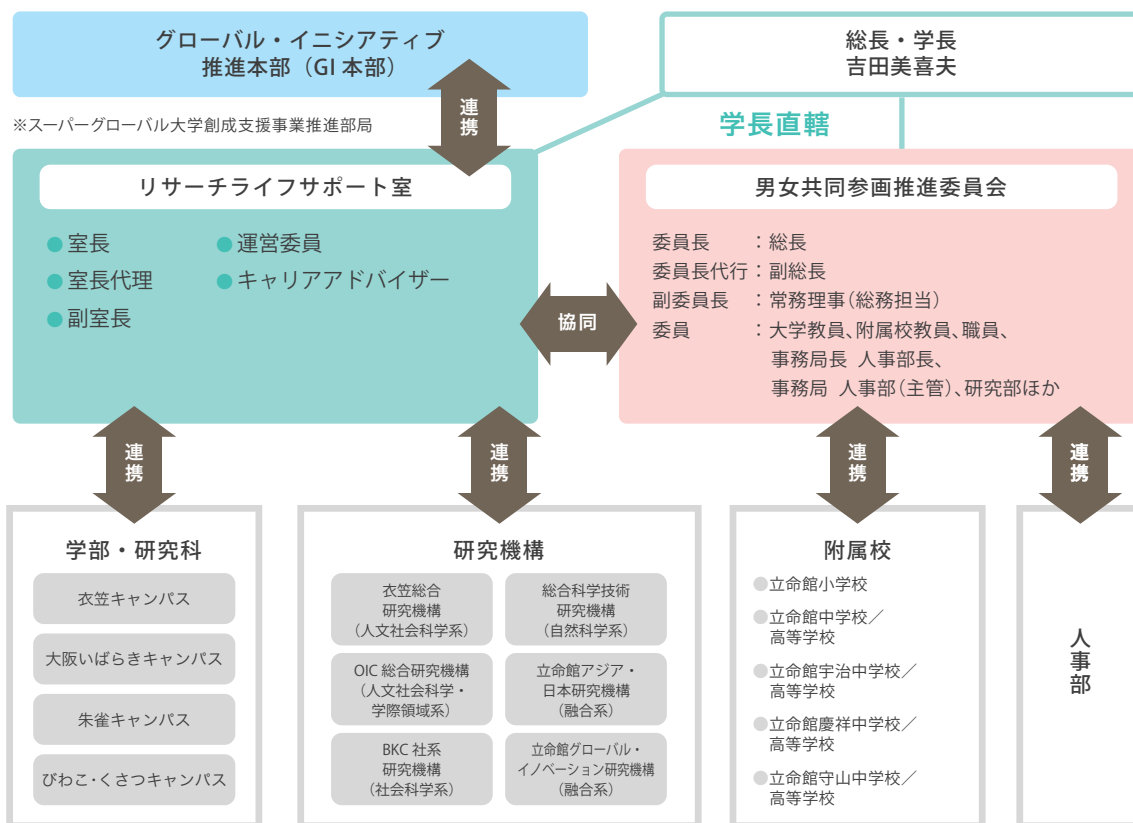 グローバル・イニシアティブ
推進本部（GI 本部）
総長・学長
吉田美喜夫
連携
※スーパーグローバル大学創成支援事業推進部局
学長直轄
リサーチライフサポート室
●室長
●運営委員
●室長代理
●キャリアアドバイザー
●副室長
協同
男女共同参画推進委員会
委員長　　：総長
委員長代行：副総長
副委員長　：常務理事（総務担当）
委員　　　：大学教員、附属校教員、職員、
事務局長 人事部長、
事務局 人事部（主管）、研究部ほか
連携
連携
連携
連携
学部・研究科
衣笠キャンパス
大阪いばらきキャンパス
朱雀キャンパス
びわこ・くさつキャンパス
研究機構
衣笠総合
研究機構
（人文社会科学系）
総合科学技術
研究機構
（自然科学系）
OIC 総合研究機構
（人文社会科学・
学際領域系）
立命館アジア・
日本研究機構
（融合系）
BKC 社系
研究機構
（社会科学系）
立命館グローバル・
イノベーション研究機構
（融合系）
附属校
●立命館小学校
●立命館中学校／
高等学校
●立命館宇治中学校／
高等学校
●立命館慶祥中学校／
高等学校
●立命館守山中学校／
高等学校
人事部